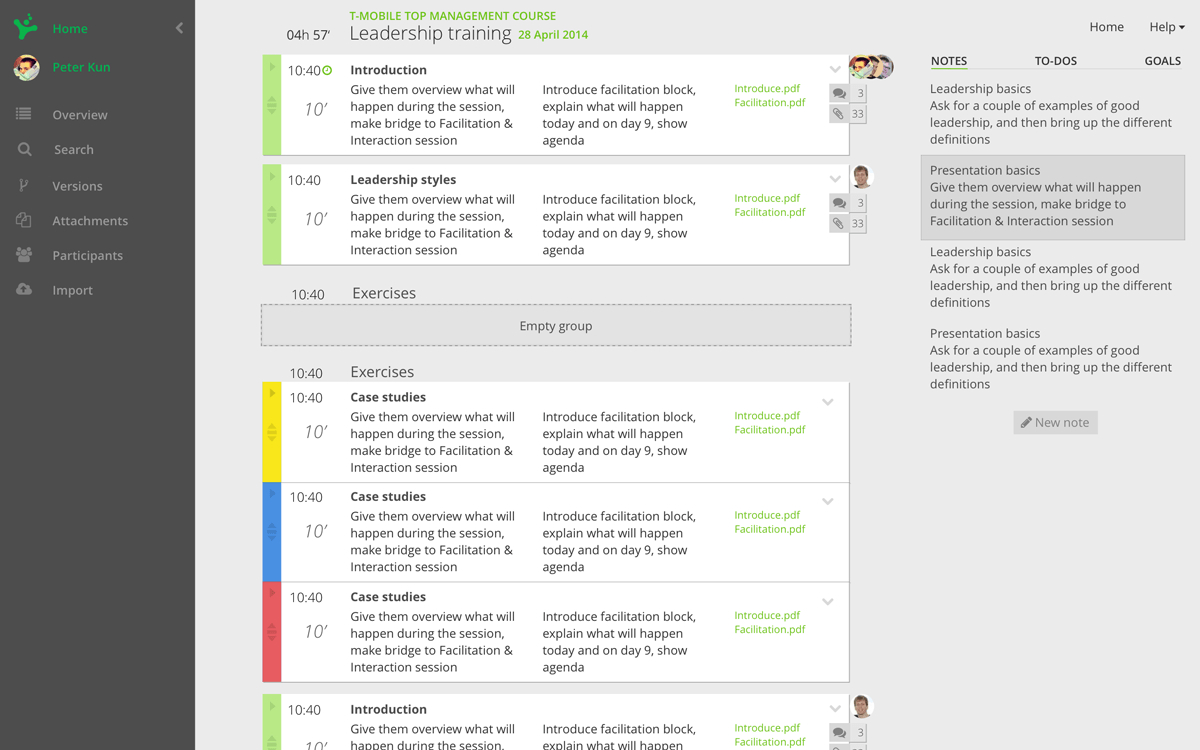 Home
Peter Kun
Overview
Search
Versions
Attachments
Participants
Import
T-MOBILE TOP MANAGEMENT COURSE
04h 57‘ Leadership training 28 April 2014
10:40 Introduction
10’
Give them overview what will
happen during the session,
make bridge to Facilitation &
Interaction session
Introduce facilitation block,
explain what will happen
today and on day 9, show
agenda
Introduce.pdf
Facilitation.pdf
3
33
10:40 Leadership styles
10’
Give them overview what will
happen during the session,
make bridge to Facilitation &
Interaction session
Introduce facilitation block,
explain what will happen
today and on day 9, show
agenda
Introduce.pdf
Facilitation.pdf
3
33
10:40 Exercises
Empty group
10:40 Exercises
10:40 Case studies
10’
Give them overview what will
happen during the session,
make bridge to Facilitation &
Interaction session
Introduce facilitation block,
explain what will happen
today and on day 9, show
agenda
Introduce.pdf
Facilitation.pdf
10:40 Case studies
10’
Give them overview what will
happen during the session,
make bridge to Facilitation &
Interaction session
Introduce facilitation block,
explain what will happen
today and on day 9, show
agenda
Introduce.pdf
Facilitation.pdf
10:40 Case studies
10’
Give them overview what will
happen during the session,
make bridge to Facilitation &
Interaction session
Introduce facilitation block,
explain what will happen
today and on day 9, show
agenda
Introduce.pdf
Facilitation.pdf
10:40 Introduction
10’
Give them overview what will
happen during the session,
Introduce facilitation block,
explain what will happen
Introduce.pdf
Facilitation.pdf
3
Home Help
NOTES TO-DOS GOALS
Leadership basics
Ask for a couple of examples of good
leadership, and then bring up the different
definitions
Presentation basics
Give them overview what will happen
during the session, make bridge to
Facilitation & Interaction session
Leadership basics
Ask for a couple of examples of good
leadership, and then bring up the different
definitions
Presentation basics
Ask for a couple of examples of good
leadership, and then bring up the different
definitions
New note